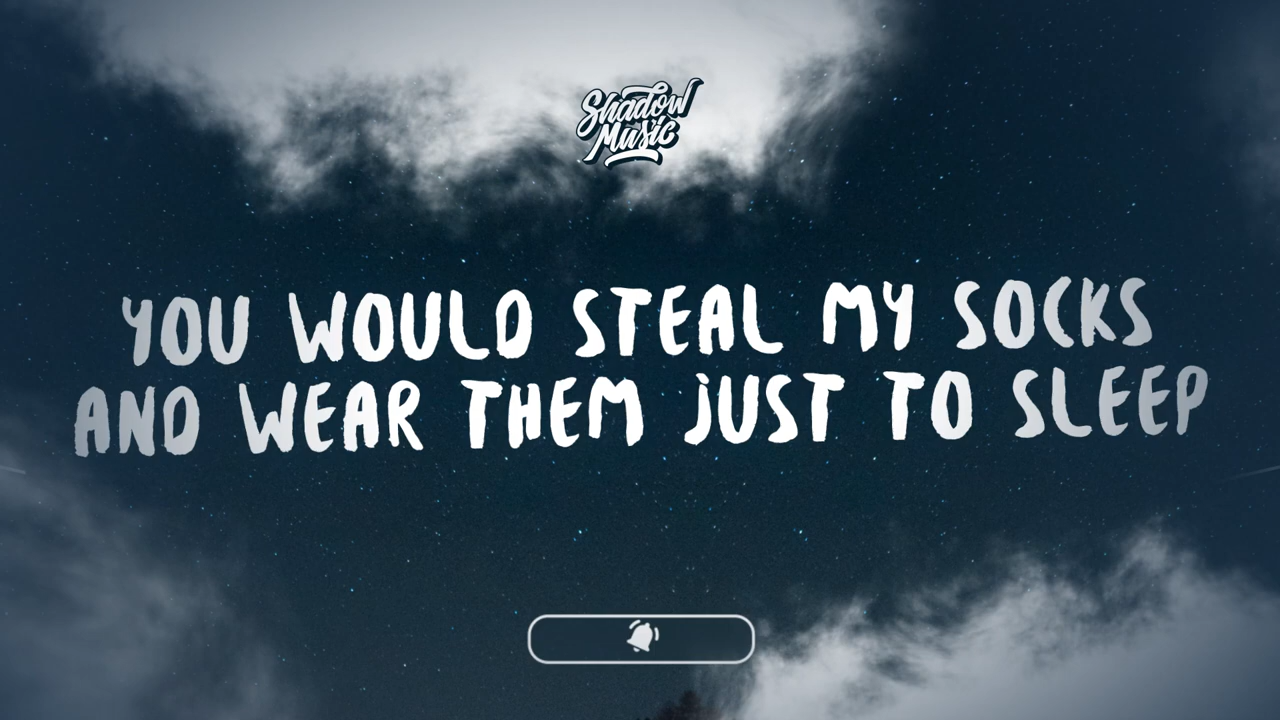 Shadow
Music
YOU WOULD STEAL MY SOCKS
AND WEAR THEM JUST TO SLEEP